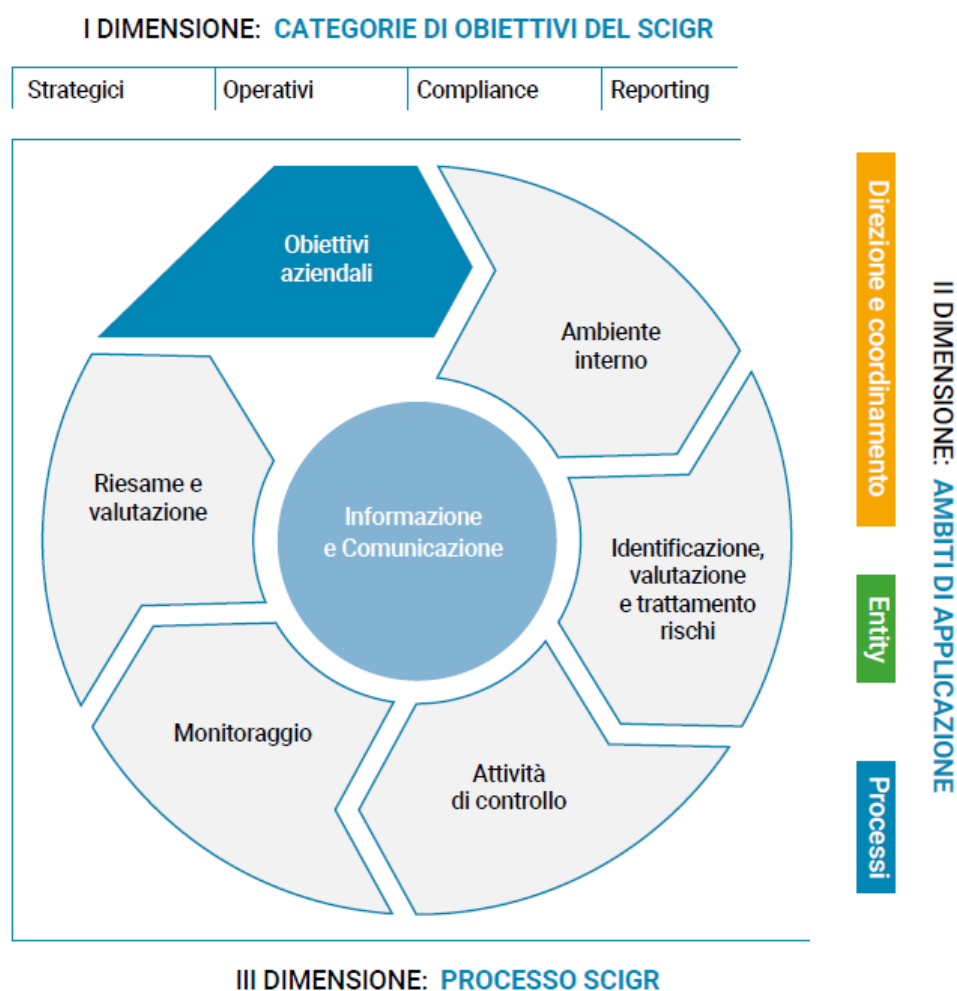 I DIMENSIONE: CATEGORIE DI OBIETTIVI DEL SCIGR
Strategici
Operativi
Compliance
Reporting
Obiettivi
aziendali
Ambiente
interno
Identificazione,
valutazione
e trattamento
rischi
Attività
di controllo
Monitoraggio
Riesame e
valutazione
Informazione
e Comunicazione
Direzione e coordinamento
Entity
Processi
II DIMENSIONE: AMBITI DI APPLICAZIONE
III DIMENSIONE: PROCESSO SCIGR